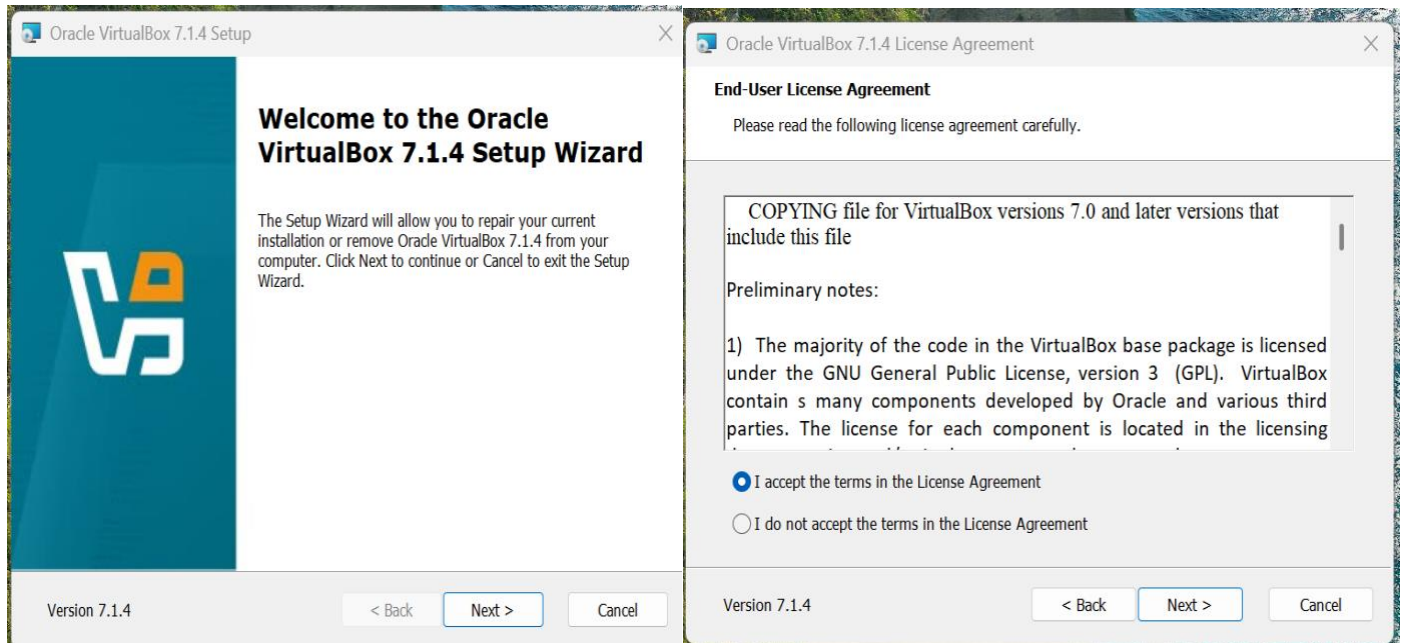 Oracle VirtualBox 7.1.4 Setup
Welcome to the Oracle
VirtualBox 7.1.4 Setup Wizard
The Setup Wizard will allow you to repair your current
installation or remove Oracle VirtualBox 7.1.4 from your
computer. Click Next to continue or Cancel to exit the Setup
Wizard.
Version 7.1.4
< Back
Next >
Cancel
Oracle VirtualBox 7.1.4 License Agreement
End-User License Agreement
Please read the following license agreement carefully.
COPYING file for VirtualBox versions 7.0 and later versions that
include this file
Preliminary notes:
1) The majority of the code in the VirtualBox base package is licensed
under the GNU General Public License, version 3 (GPL). VirtualBox
contain s many components developed by Oracle and various third
parties. The license for each component is located in the licensing
I accept the terms in the License Agreement
I do not accept the terms in the License Agreement
Version 7.1.4
< Back
Next >
Cancel